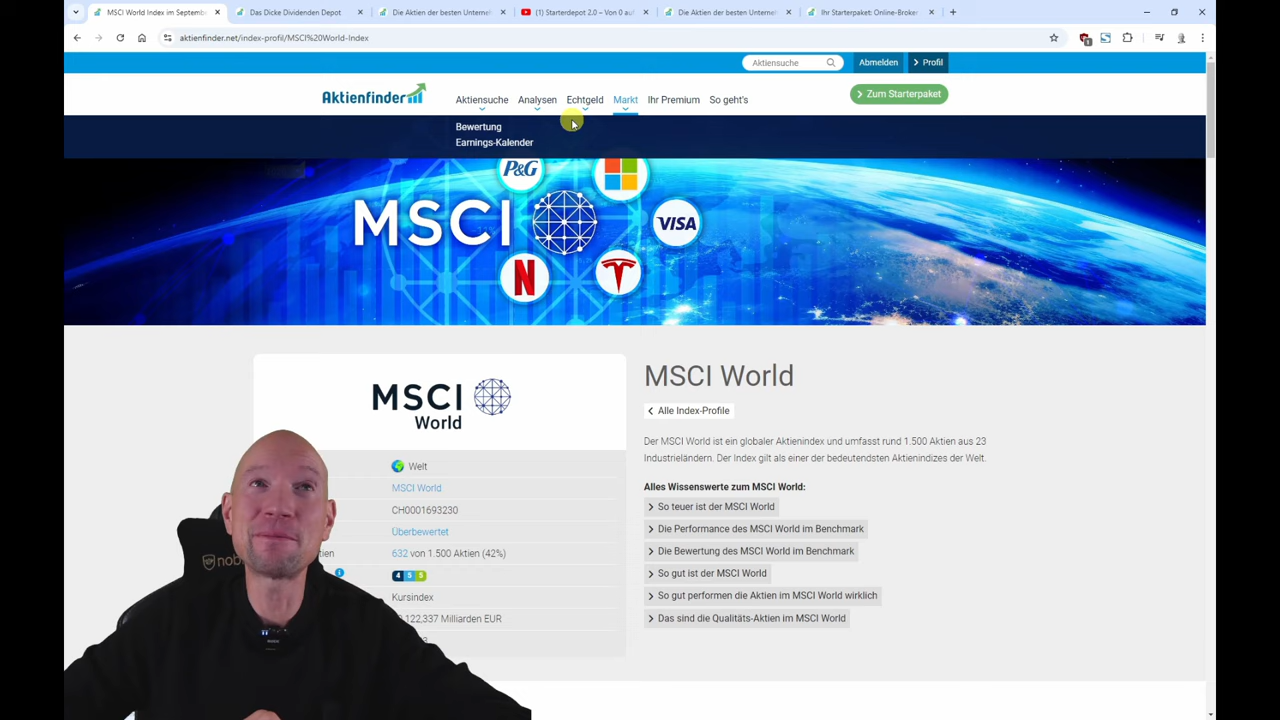 MSCI World Index im Septemb
Das Dicke Dividenden Depot
Die Aktien der besten Unterne
(1) Starterdepot 2.0 – Von 0 au
Die Aktien der besten Unterne
Ihr Starterpaket: Online-Broker
aktienfinder.net/index-profil/MSCI%20World-Index
Aktiensuche
Abmelden
Profil
Aktienfinder
Aktiensuche Analysen Echtgeld Markt Ihr Premium So geht's
Zum Starterpaket
Bewertung
Earnings-Kalender
P&G
MSCI
VISA
N
MSCI
World
MSCI World
Alle Index-Profile
Der MSCI World ist ein globaler Aktienindex und umfasst rund 1.500 Aktien aus 23
Industrieländern. Der Index gilt als einer der bedeutendsten Aktienindizes der Welt.
Alles Wissenswerte zum MSCI World:
So teuer ist der MSCI World
Die Performance des MSCI World im Benchmark
Die Bewertung des MSCI World im Benchmark
So gut ist der MSCI World
So gut performen die Aktien im MSCI World wirklich
Das sind die Qualitäts-Aktien im MSCI World
Welt
MSCI World
CH0001693230
Überbewertet
632 von 1.500 Aktien (42%)
4 5 5
Kursindex
122,337 Milliarden EUR